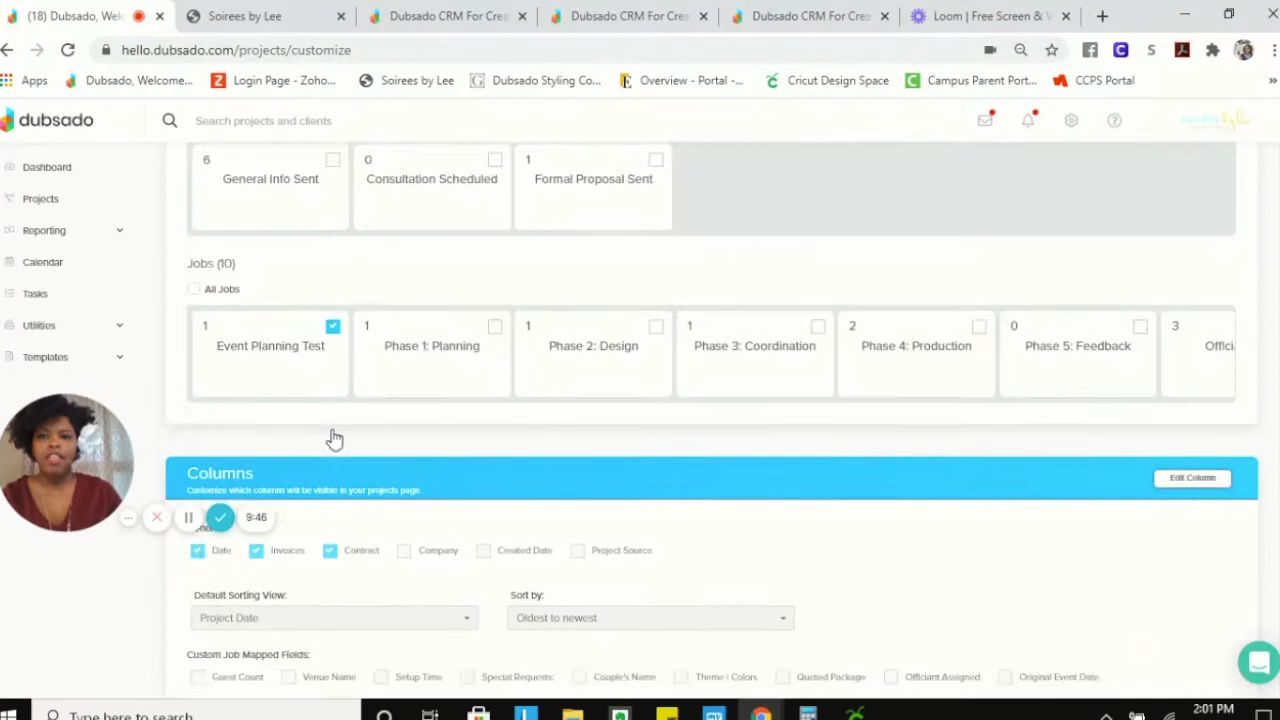 (18) Dubsado, Wel
Soirees by Lee
Dubsado CRM For Crea
Dubsado CRM For Crea
Dubsado CRM For Crea
Loom | Free Screen & V
hello.dubsado.com/projects/customize
Apps
Dubsado, Welcome...
Login Page - Zoho...
Soirees by Lee
Dubsado Styling Co...
Overview - Portal -...
Cricut Design Space
Campus Parent Port...
CCPS Portal
dubsado
Search projects and clients
Dashboard
Projects
Reporting
Calendar
Tasks
Utilities
Templates
6
General Info Sent
0
Consultation Scheduled
1
Formal Proposal Sent
Jobs (10)
All Jobs
1
Event Planning Test
1
Phase 1: Planning
1
Phase 2: Design
1
Phase 3: Coordination
2
Phase 4: Production
0
Phase 5: Feedback
3
Offici
Columns
Customize which columns will be visible in your projects page.
Edit Column
9:46
Date
Invoices
Contract
Company
Created Date
Project Source
Default Sorting View:
Sort by:
Project Date
Oldest to newest
Custom Job Mapped Fields:
Guest Count
Venue Name
Setup Time
Special Requests:
Couple's Name
Theme | Colors
Quoted Package
Officiant Assigned
Original Event Date
Type here to search
2:01 PM